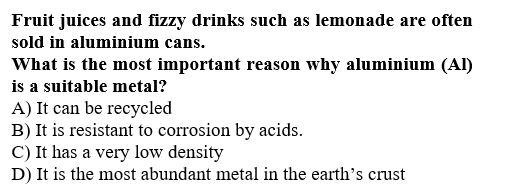 Fruit juices and fizzy drinks such as lemonade are often
sold in aluminium cans.
What is the most important reason why aluminium (Al)
is a suitable metal?
A) It can be recycled
B) It is resistant to corrosion by acids.
C) It has a very low density
D) It is the most abundant metal in the earth’s crust